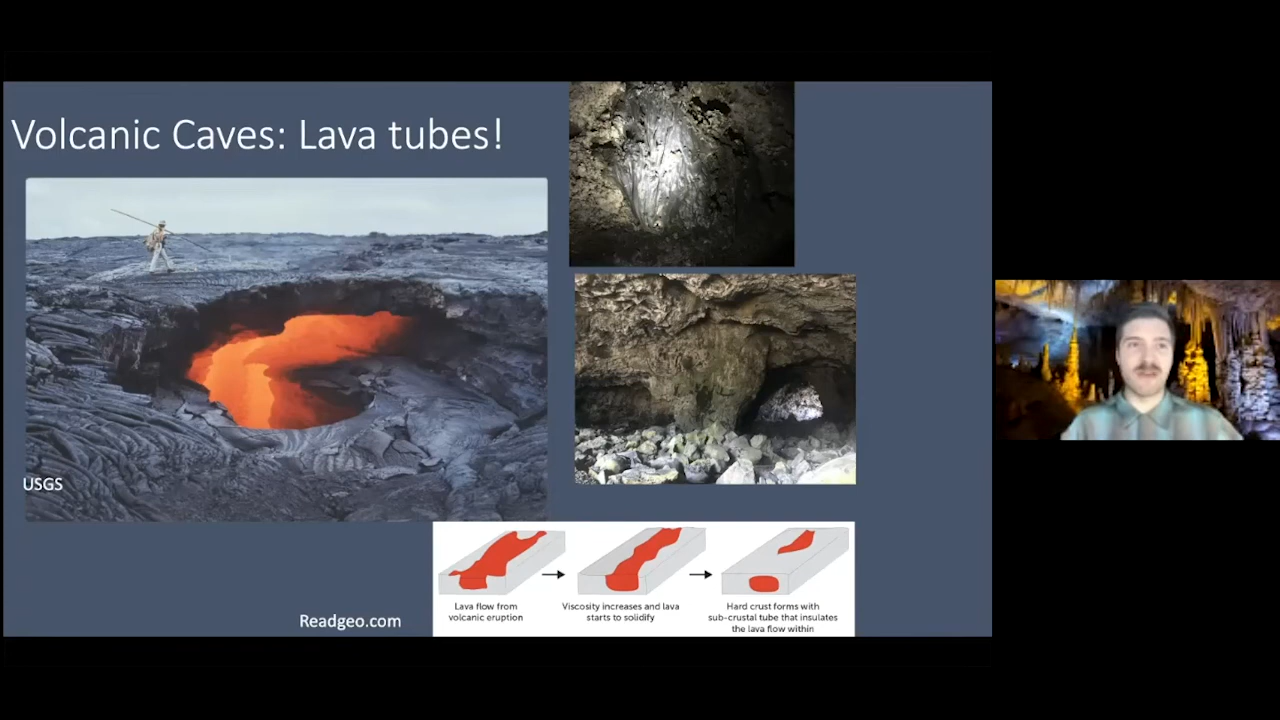 Volcanic Caves: Lava tubes!
USGS
Readgeo.com
Lava flow from
volcanic eruption
Viscosity increases and lava
starts to solidify
Hard crust forms with
sub-crustal tube that insulates
the lava flow within